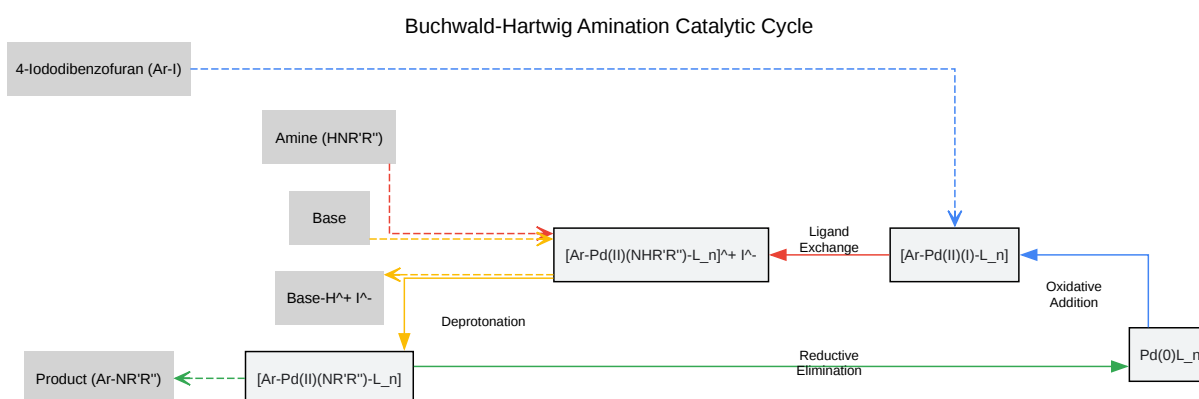 Buchwald-Hartwig Amination Catalytic Cycle
4-Iododibenzofuran (Ar-I)
Amine (HNR'R'')
Base
[Ar-Pd(II)(NHR'R'')-L_n]^+ I^-
Ligand
Exchange
[Ar-Pd(II)(I)-L_n]
Base-H^+ I^-
Oxidative
Addition
Deprotonation
Pd(0)L_n
Reductive
Elimination
Product (Ar-NR'R'')
[Ar-Pd(II)(NR'R'')-L_n]